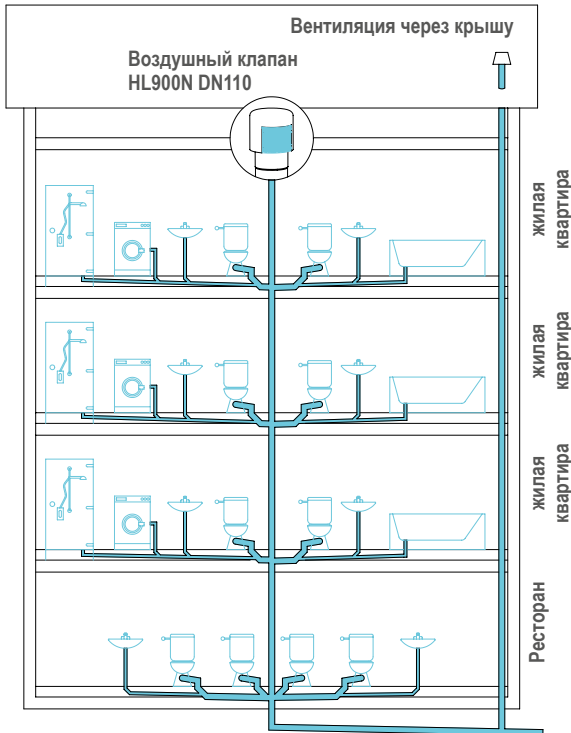 Вентиляция через крышу
Воздушный клапан
HL900N DN110
жилая
квартира
жилая
квартира
жилая
квартира
Ресторан